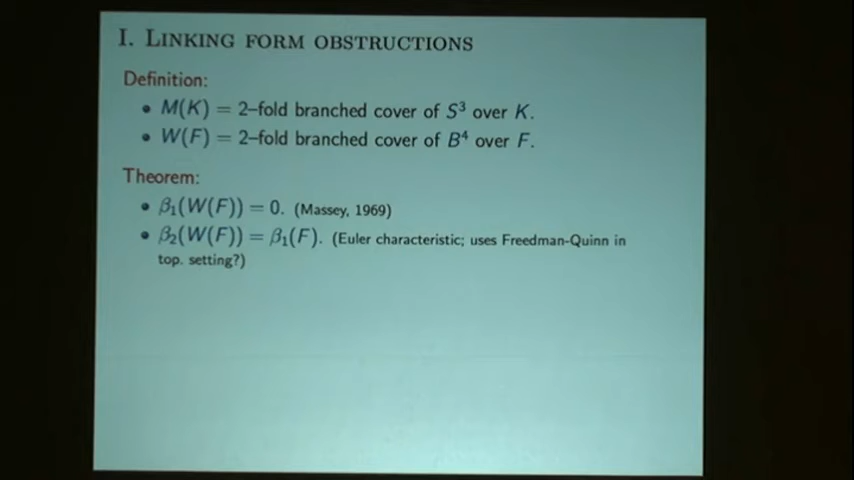 I. Linking form obstructions
Definition:
• M(K) = 2–fold branched cover of S³ over K.
• W(F) = 2–fold branched cover of B⁴ over F.
Theorem:
• β₁(W(F)) = 0. (Massey, 1969)
• β₂(W(F)) = β₁(F). (Euler characteristic; uses Freedman-Quinn in
top. setting?)